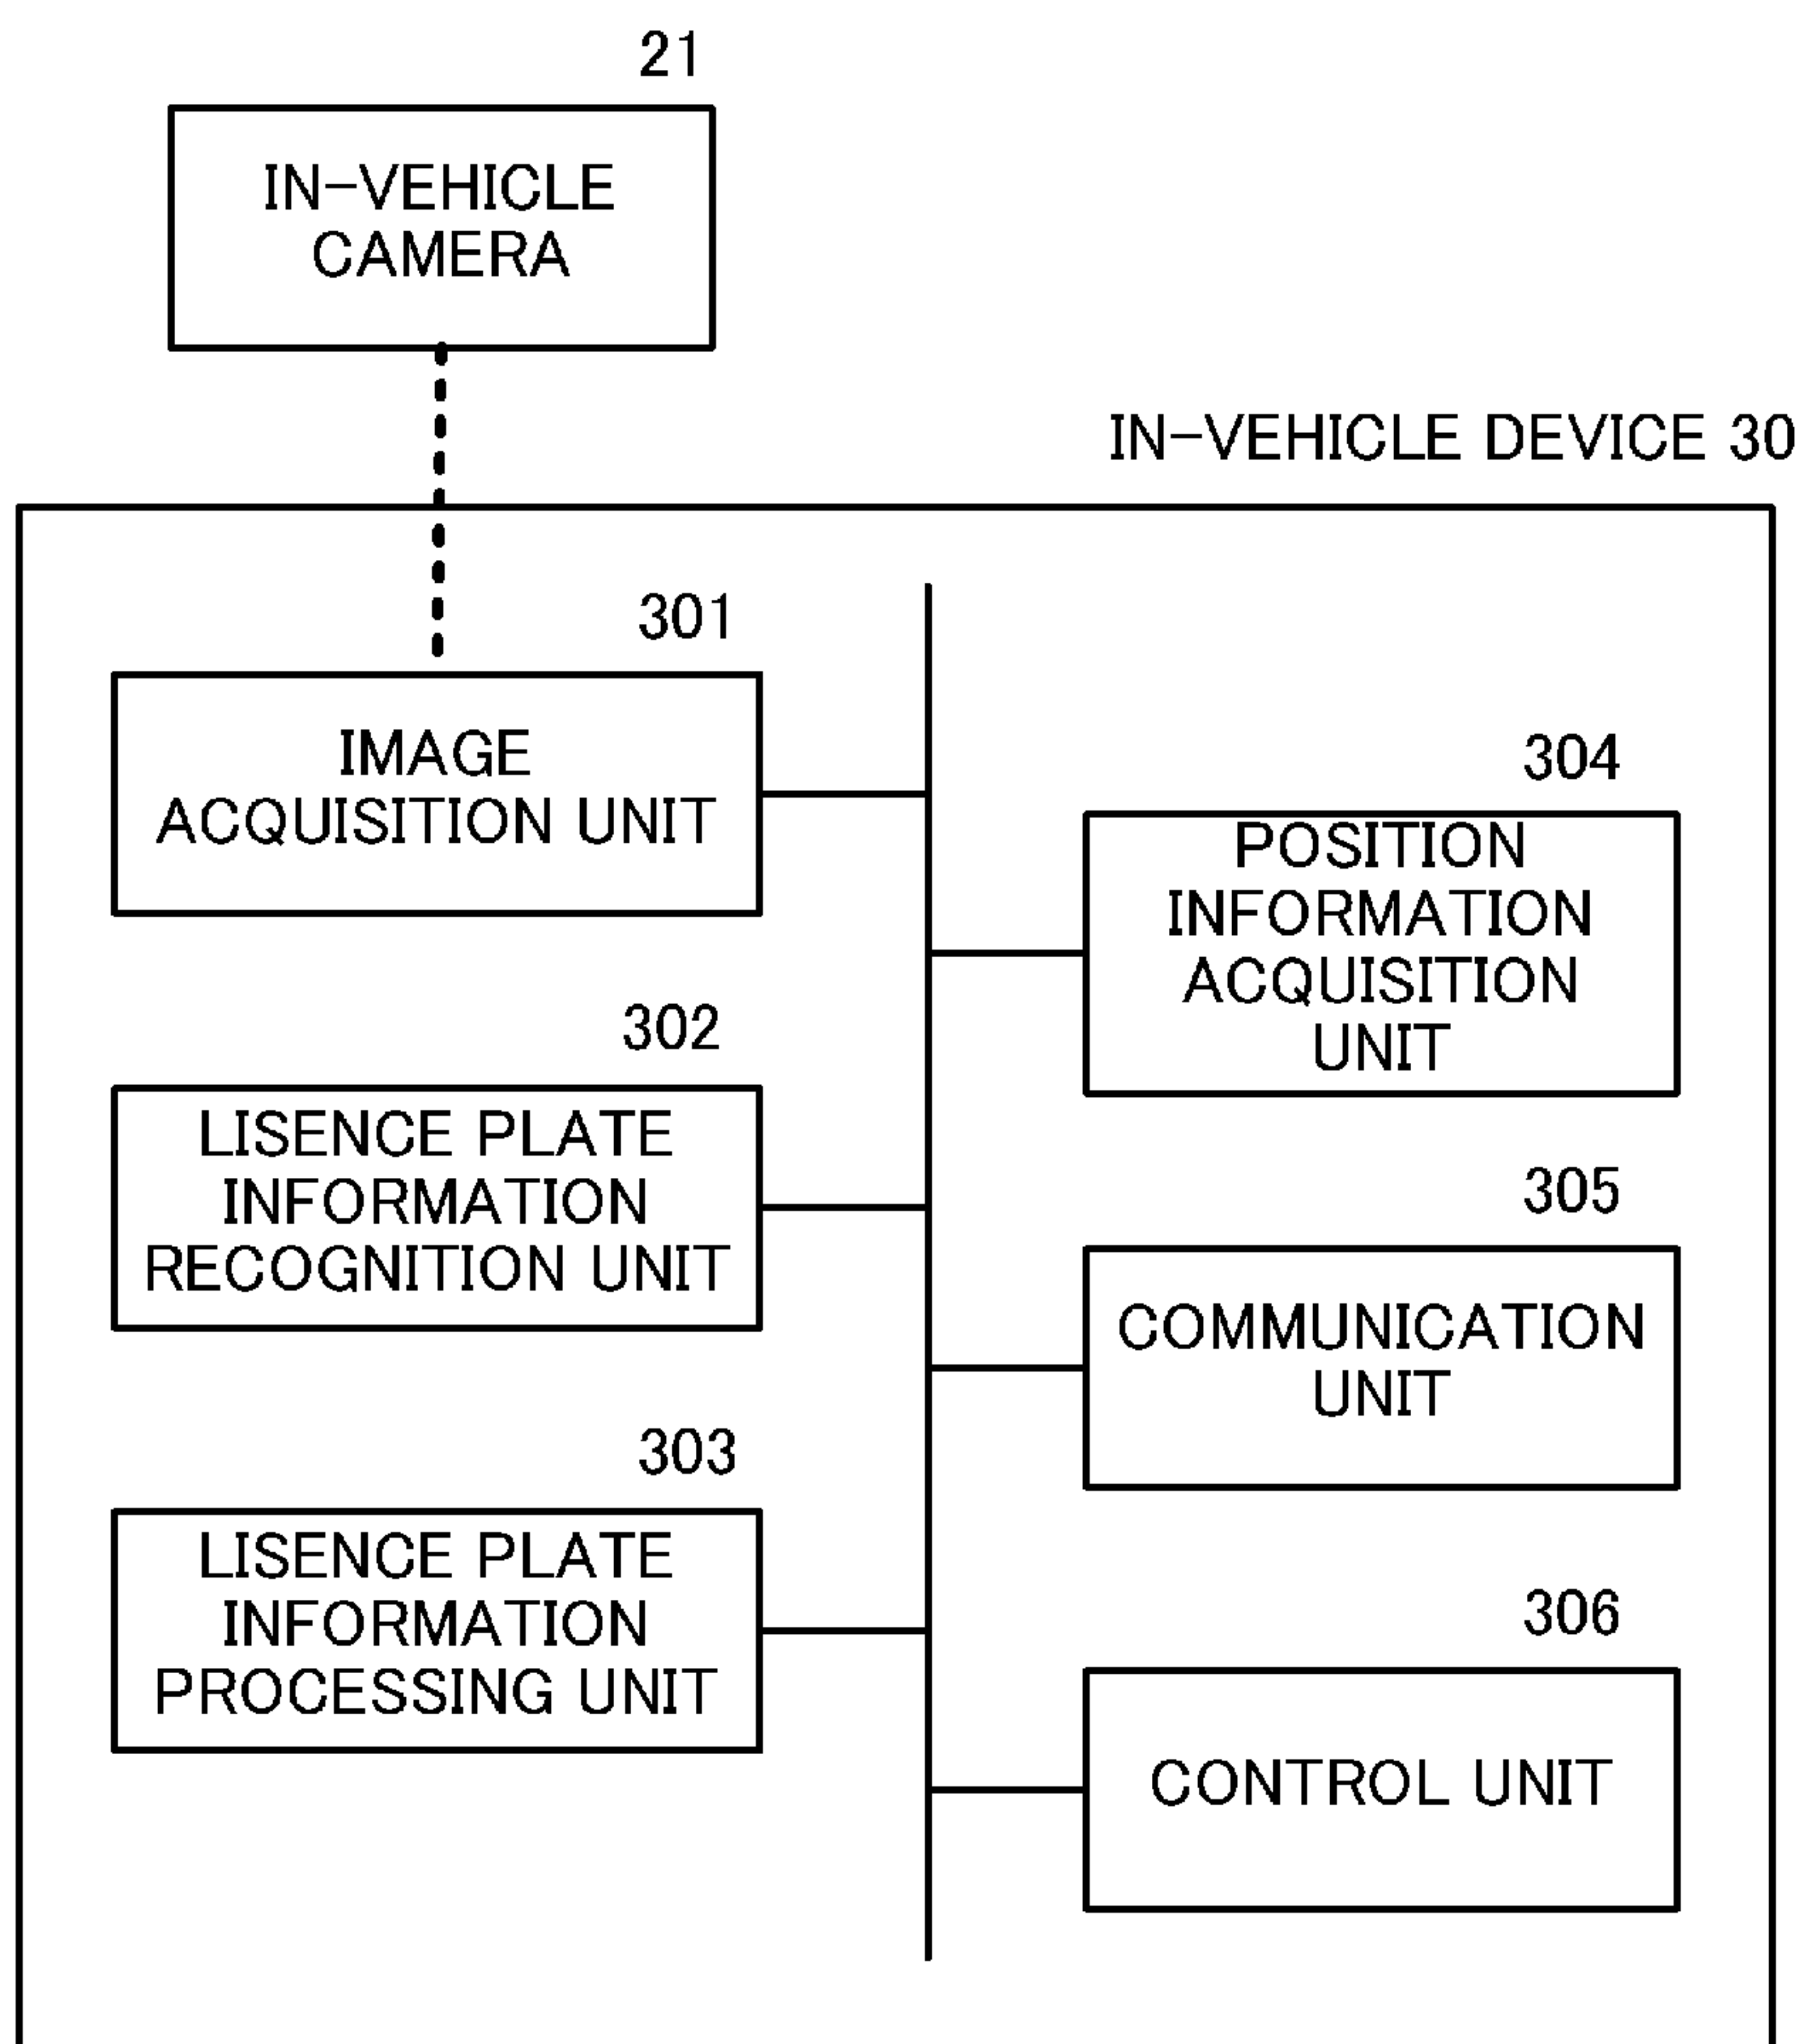 21
IN-VEHICLE
CAMERA
IN-VEHICLE DEVICE 30
301
IMAGE
ACQUISITION UNIT
302
LISENCE PLATE
INFORMATION
RECOGNITION UNIT
303
LISENCE PLATE
INFORMATION
PROCESSING UNIT
304
POSITION
INFORMATION
ACQUISITION
UNIT
305
COMMUNICATION
UNIT
306
CONTROL UNIT